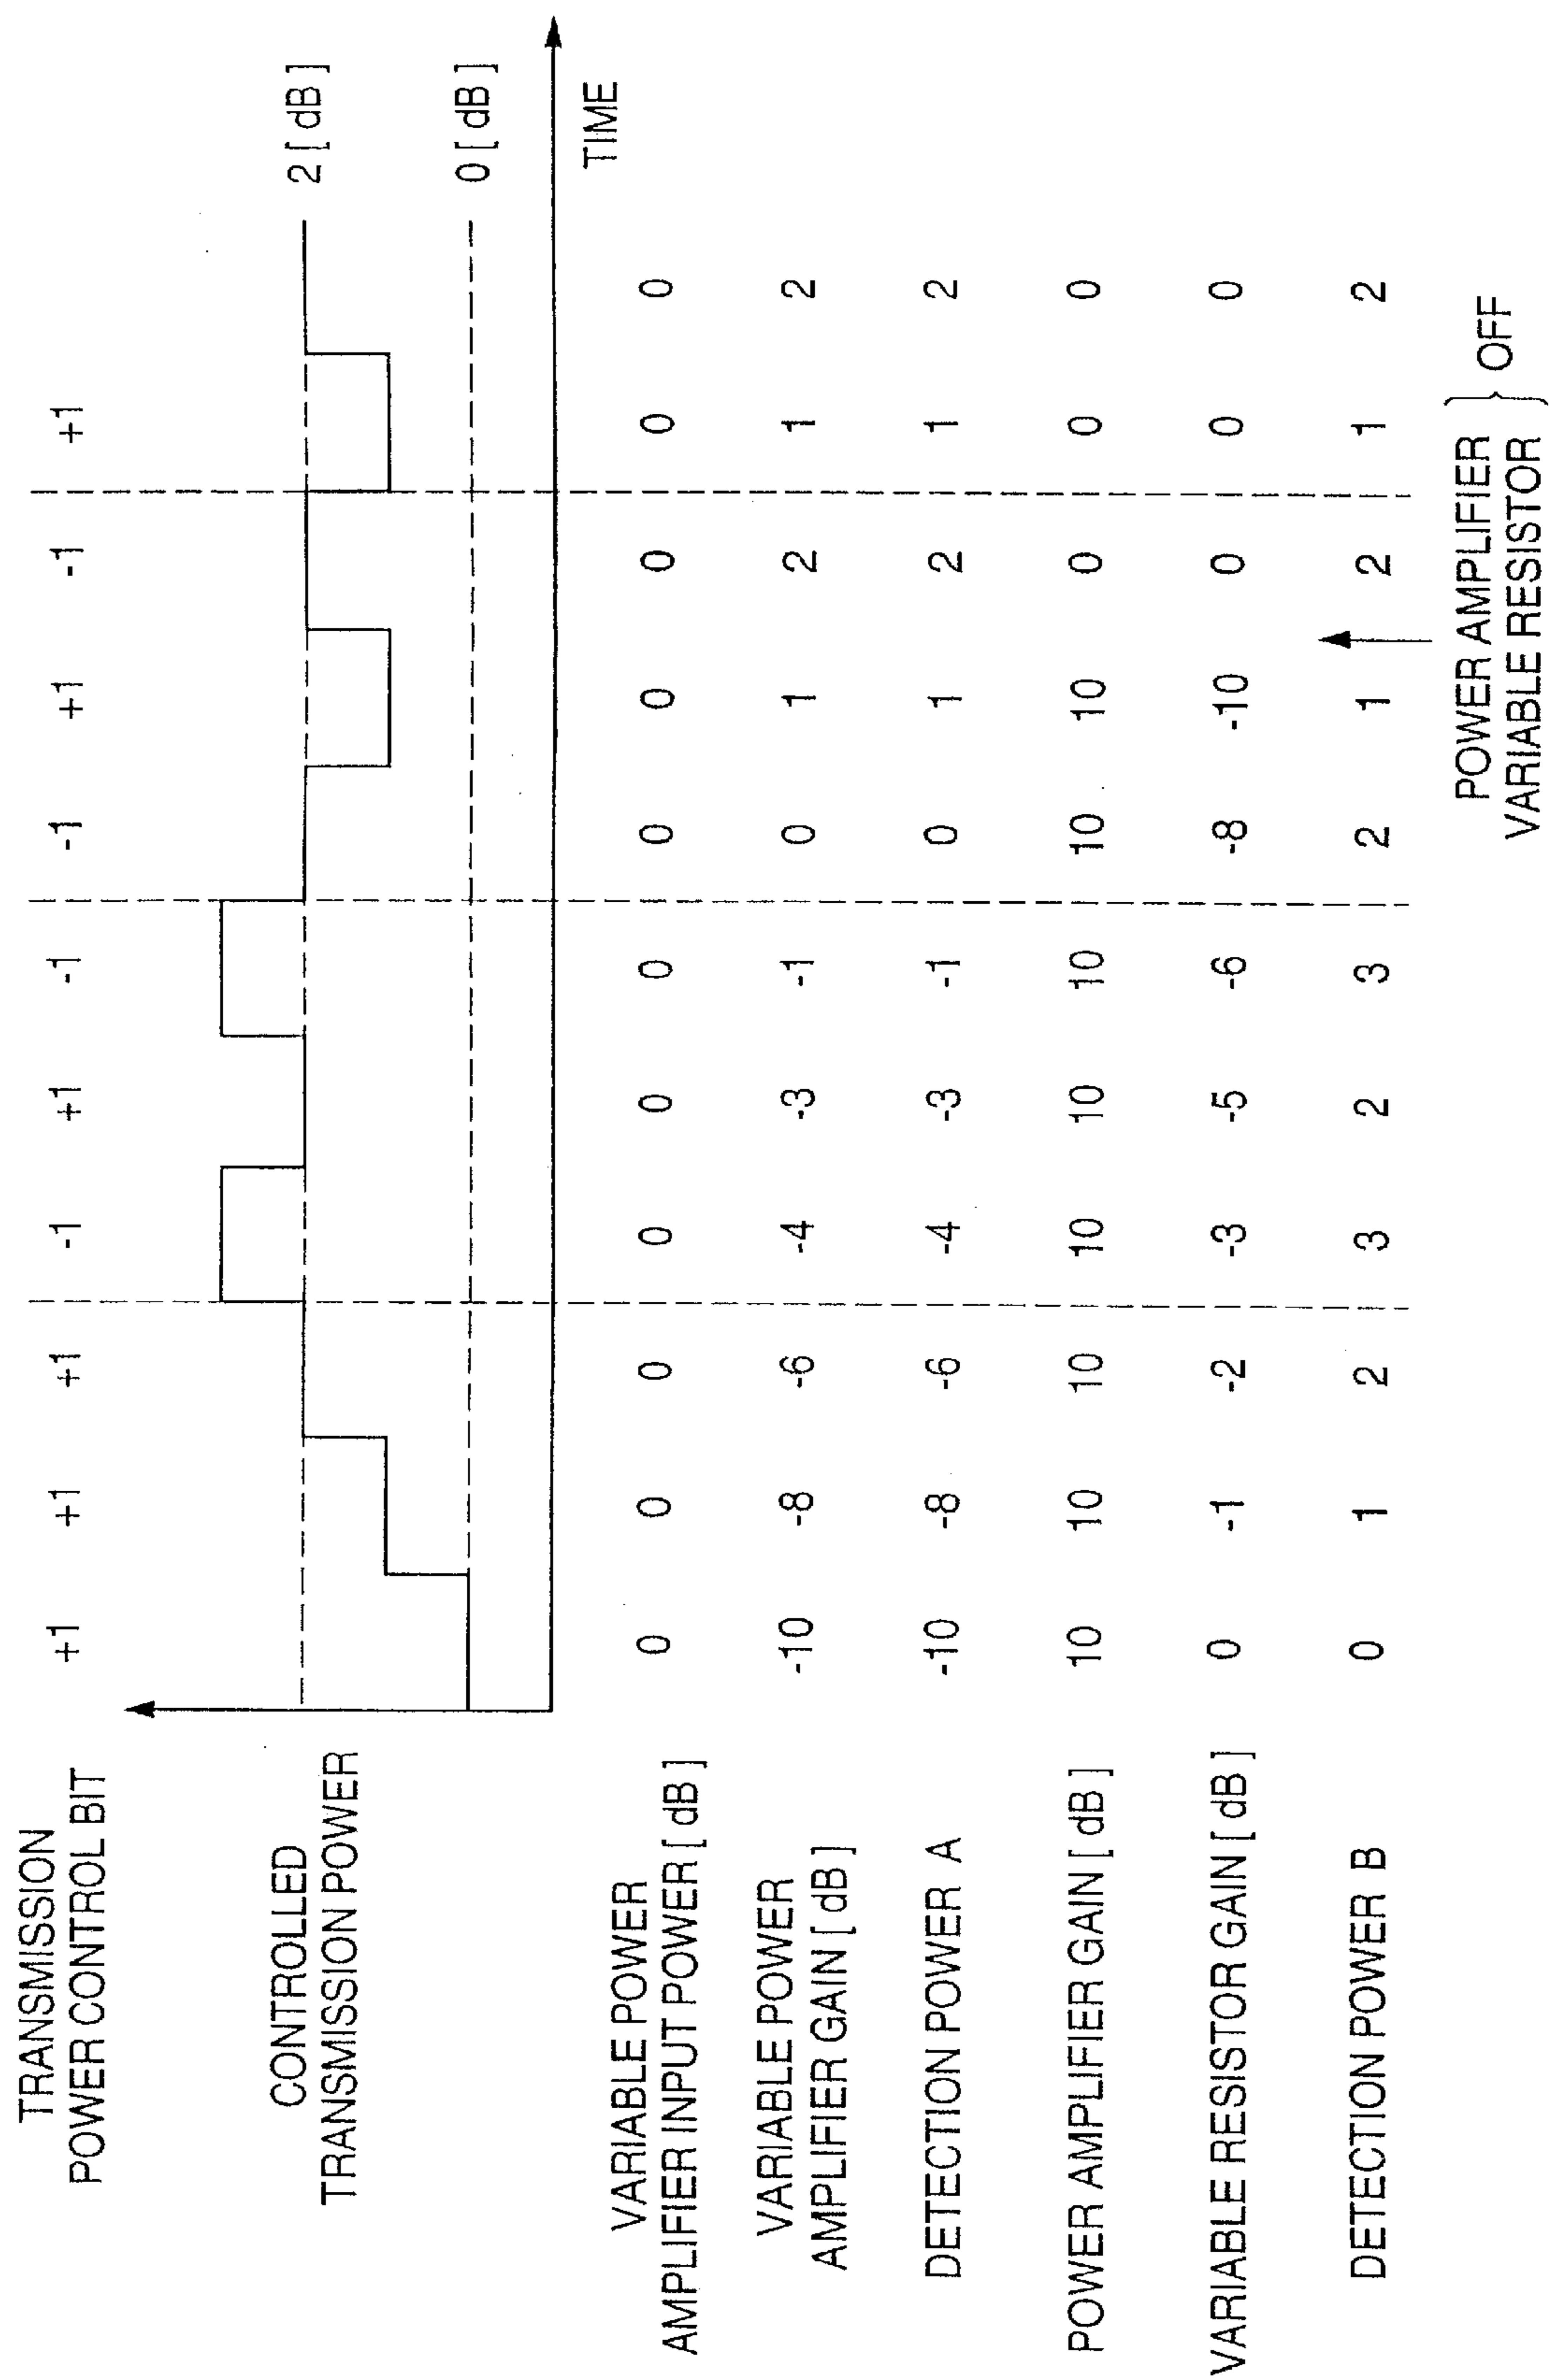 TRANSMISSION
POWER CONTROL BIT
+1 +1 +1 -1 +1 -1 -1 +1 -1 +1
CONTROLLED
TRANSMISSION POWER
2 [ dB ]
0 [ dB ]
TIME
VARIABLE POWER
AMPLIFIER INPUT POWER [ dB ] 0 0 0 0 0 0 0 0 0 0 0
VARIABLE POWER
AMPLIFIER GAIN [ dB ] -10 -8 -6 -4 -3 -1 0 1 2 1 2
DETECTION POWER A -10 -8 -6 -4 -3 -1 0 1 2 1 2
POWER AMPLIFIER GAIN [ dB ] 10 10 10 10 10 10 10 10 0 0 0
VARIABLE RESISTOR GAIN [ dB ] 0 -1 -2 -3 -5 -6 -8 -10 0 0 0
DETECTION POWER B 0 1 2 3 2 3 2 1 2 1 2
POWER AMPLIFIER
VARIABLE RESISTOR } OFF